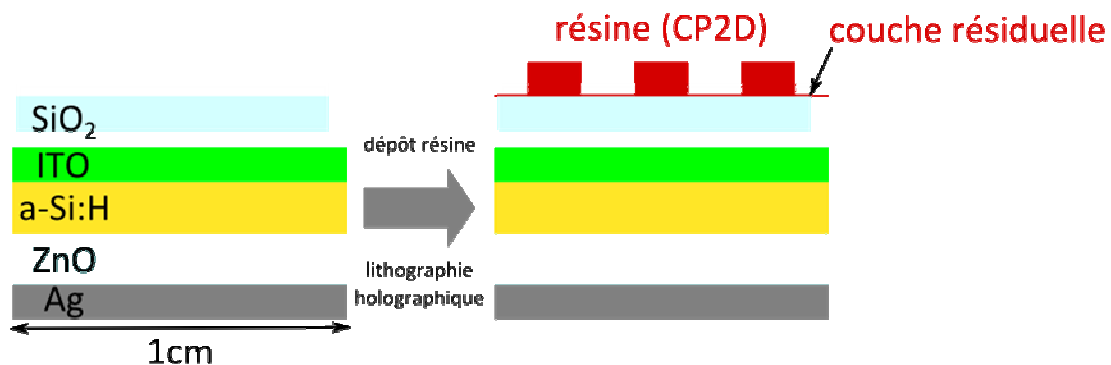 résine (CP2D)
couche résiduelle
SiO₂
ITO
a-Si:H
ZnO
Ag
1cm
dépôt résine
lithographie
holographique